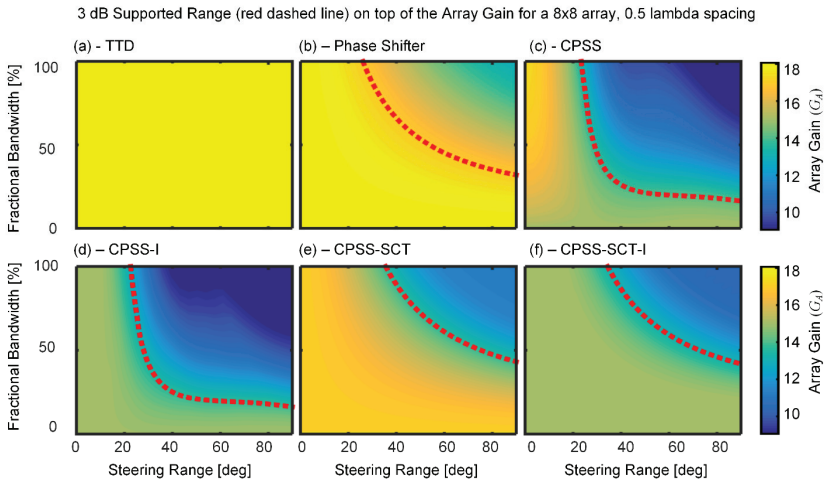 3 dB Supported Range (red dashed line) on top of the Array Gain for a 8x8 array, 0.5 lambda spacing
(a) - TTD
(b) – Phase Shifter
(c) - CPSS
Fractional Bandwidth [%]
100
50
0
18
16
14
12
10
Array Gain (G_A)
(d) – CPSS-I
(e) – CPSS-SCT
(f) – CPSS-SCT-I
Fractional Bandwidth [%]
100
50
0
18
16
14
12
10
Array Gain (G_A)
0 20 40 60 80
0 20 40 60 80
0 20 40 60 80
Steering Range [deg]
Steering Range [deg]
Steering Range [deg]